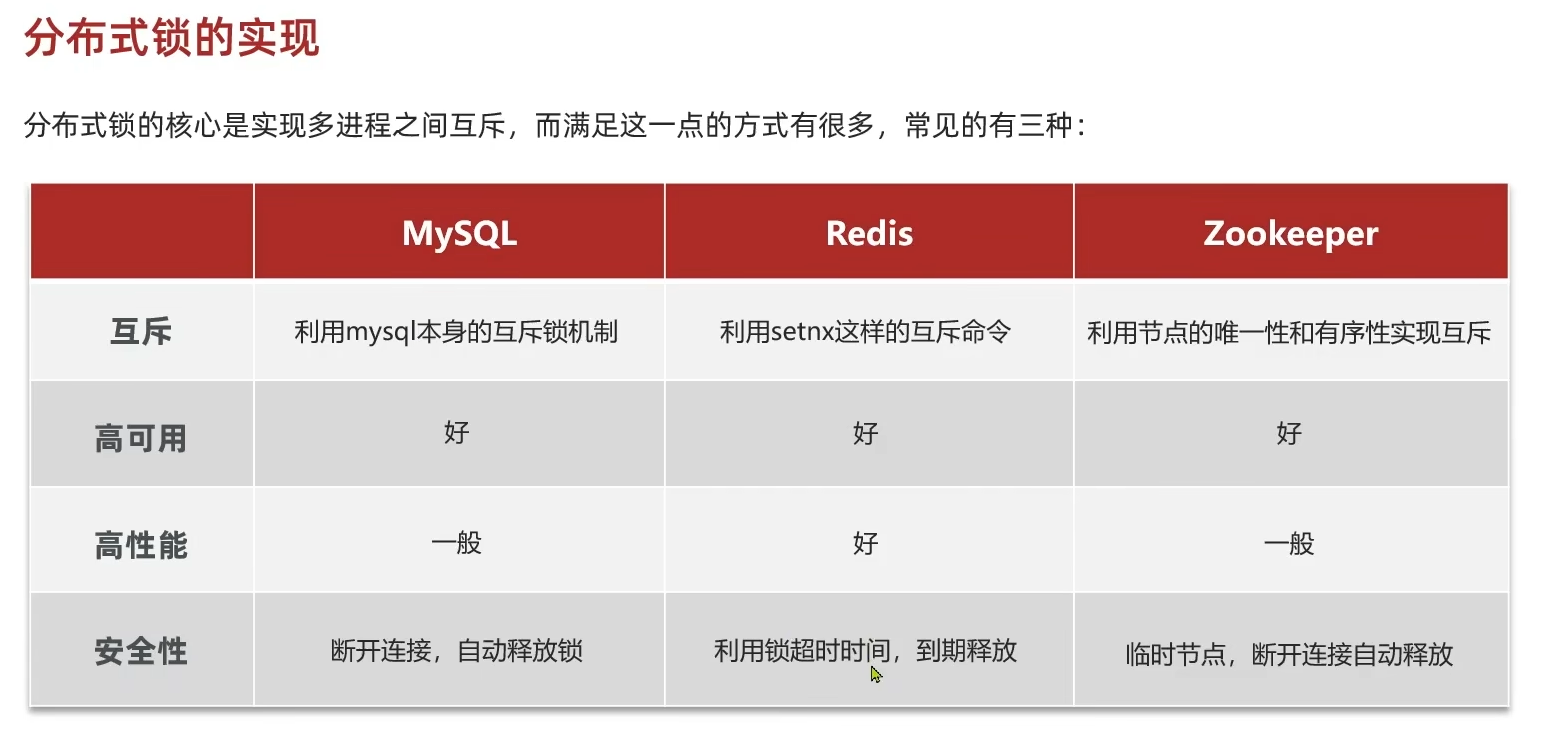 分布式锁的实现
分布式锁的核心是实现多进程之间互斥，而满足这一点的方式有很多，常见的有三种：
MySQL Redis Zookeeper
互斥 利用mysql本身的互斥锁机制 利用setnx这样的互斥命令 利用节点的唯一性和有序性实现互斥
高可用 好 好 好
高性能 一般 好 一般
安全性 断开连接，自动释放锁 利用锁超时时间，到期释放 临时节点，断开连接自动释放